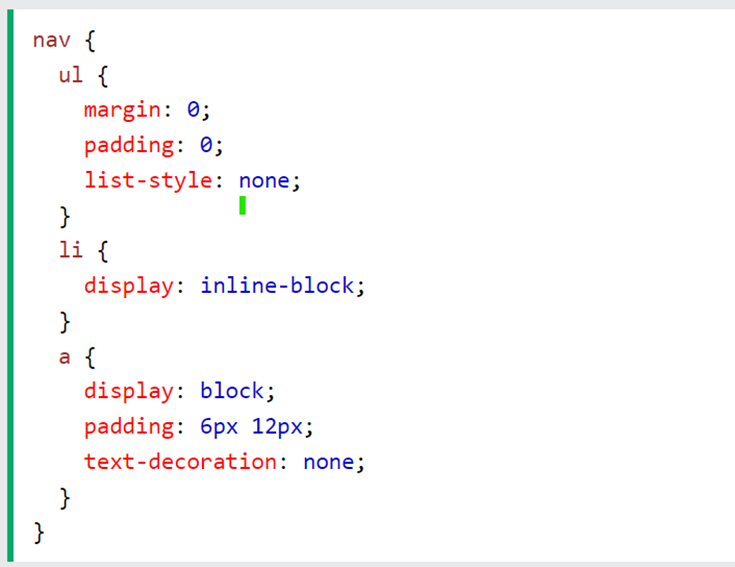 nav {
  ul {
    margin: 0;
    padding: 0;
    list-style: none;
  }
  li {
    display: inline-block;
  }
  a {
    display: block;
    padding: 6px 12px;
    text-decoration: none;
  }
}